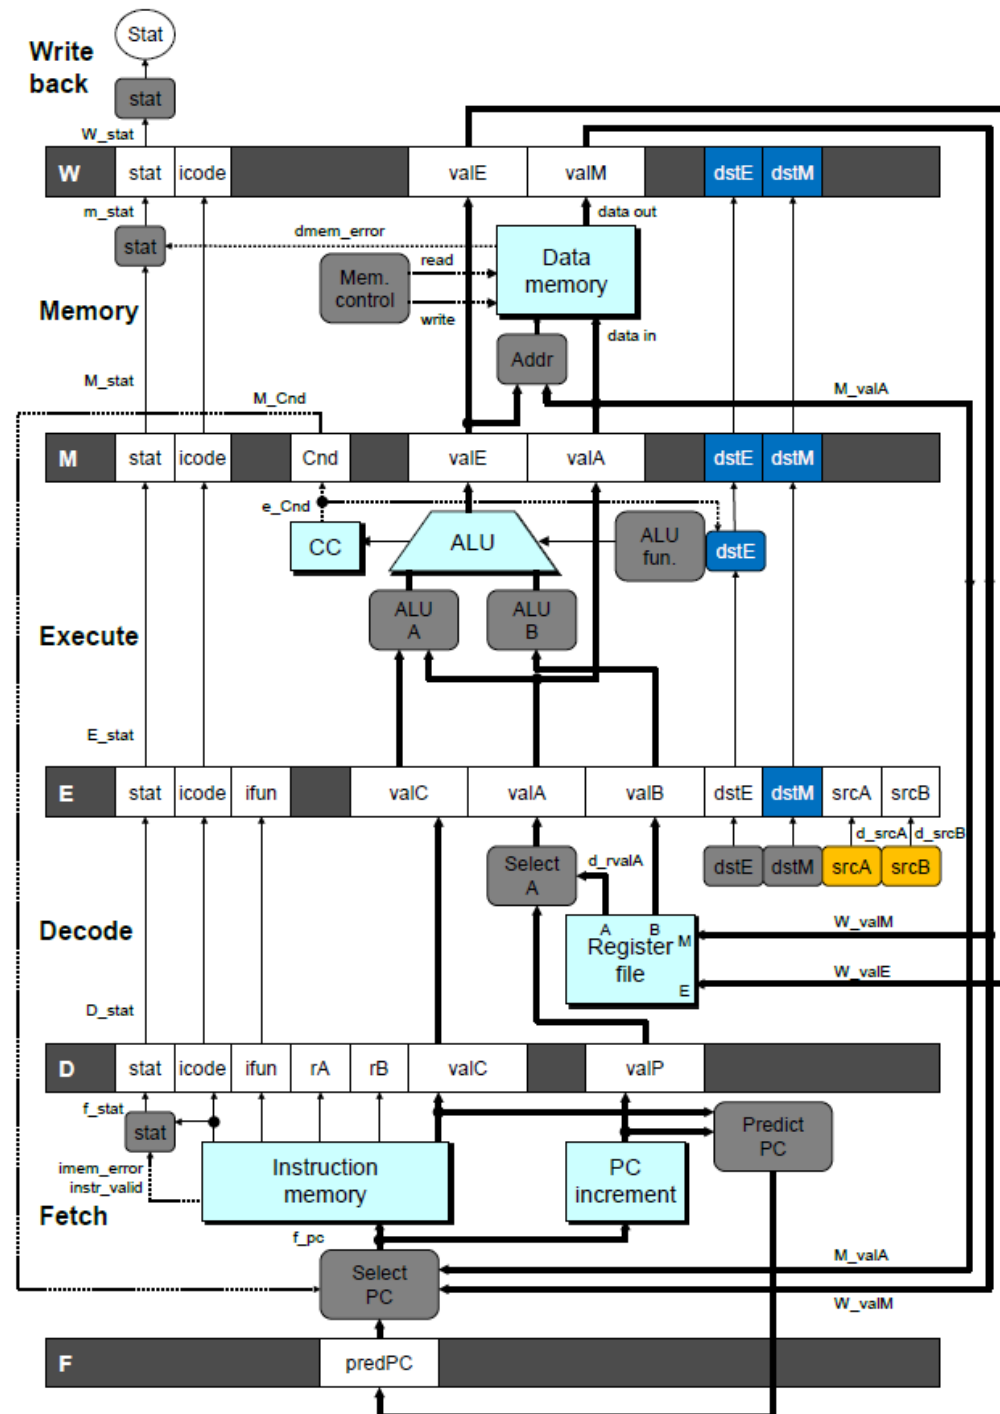 Stat
Write
back
stat
W_stat
W stat icode valE valM dstE dstM
m_stat
data out
dmem_error
stat
read
Data
memory
Mem.
control
Memory
write
data in
Addr
M_stat
M_Cnd
M_valA
M stat icode Cnd valE valA dstE dstM
e_Cnd
CC
ALU
ALU
fun.
dstE
ALU
A
ALU
B
Execute
E_stat
E stat icode ifun valC valA valB dstE dstM srcA srcB
d_srcA d_srcB
Select
A
d_rvalA
dstE dstM srcA srcB
Decode
A B
M
Register
file
E
W_valM
W_valE
D_stat
D stat icode ifun rA rB valC valP
f_stat
stat
Predict
PC
imem_error
instr_valid
Instruction
memory
PC
increment
Fetch
f_pc
M_valA
Select
PC
W_valM
F predPC